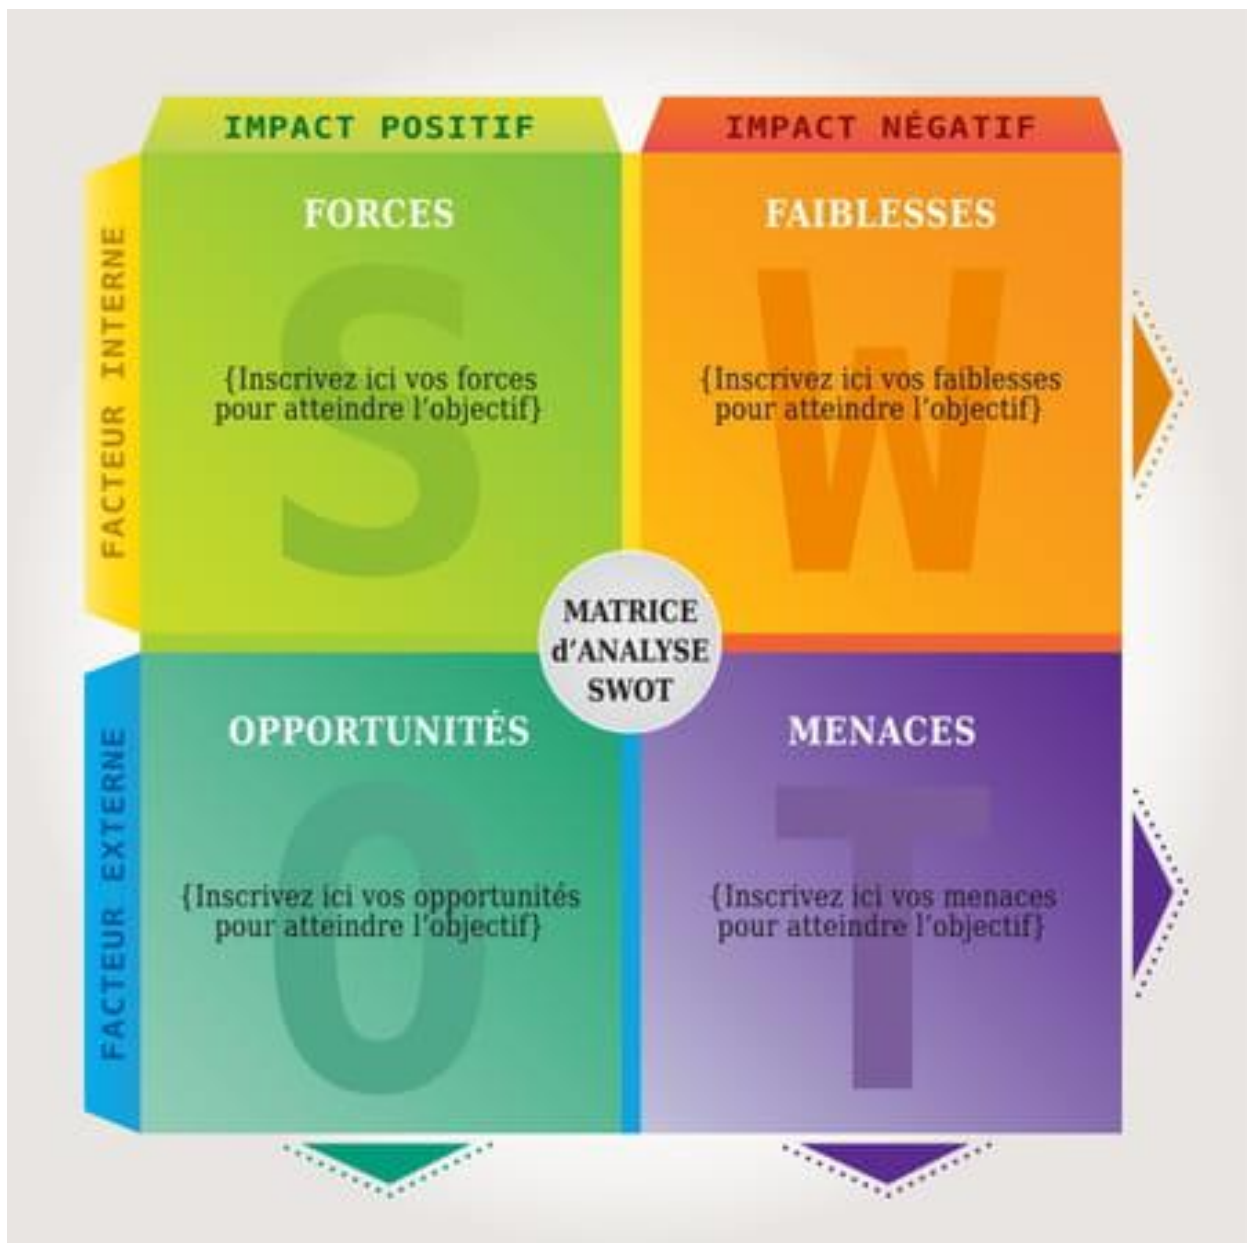 IMPACT POSITIF
IMPACT NÉGATIF
FACTEUR INTERNE
FORCES
S
{Inscrivez ici vos forces
pour atteindre l'objectif}
FAIBLESSES
W
{Inscrivez ici vos faiblesses
pour atteindre l'objectif}
MATRICE
d'ANALYSE
SWOT
FACTEUR EXTERNE
OPPORTUNITÉS
O
{Inscrivez ici vos opportunités
pour atteindre l'objectif}
MENACES
T
{Inscrivez ici vos menaces
pour atteindre l'objectif}